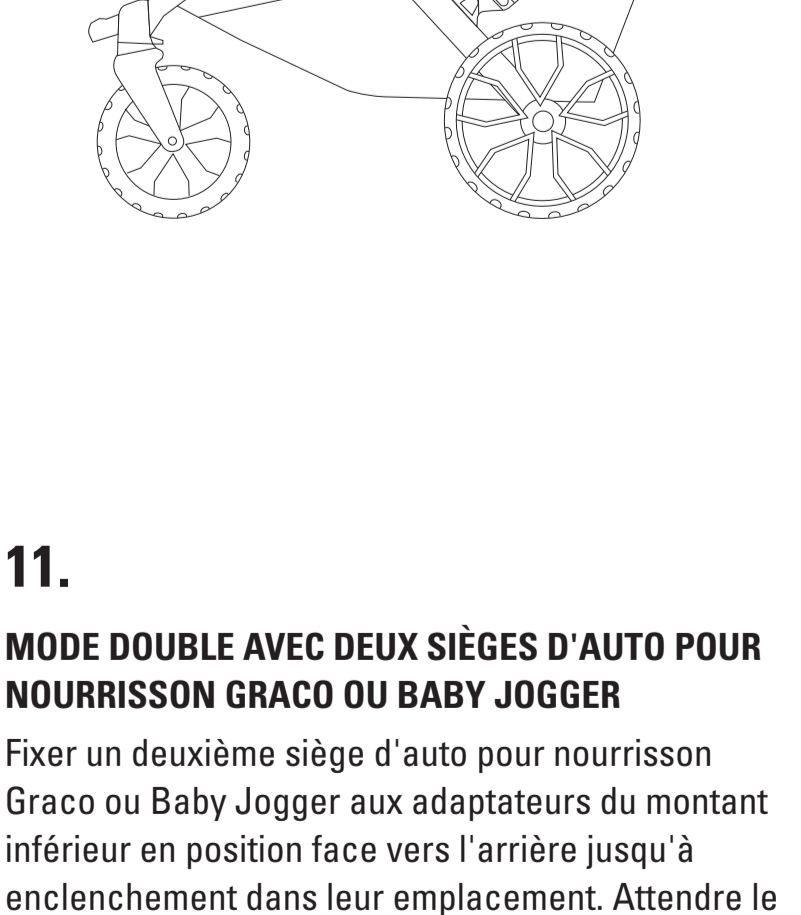 11.
MODE DOUBLE AVEC DEUX SIÈGES D'AUTO POUR
NOURRISSON GRACO OU BABY JOGGER
Fixer un deuxième siège d'auto pour nourrisson
Graco ou Baby Jogger aux adaptateurs du montant
inférieur en position face vers l'arrière jusqu'à
enclenchement dans leur emplacement. Attendre le